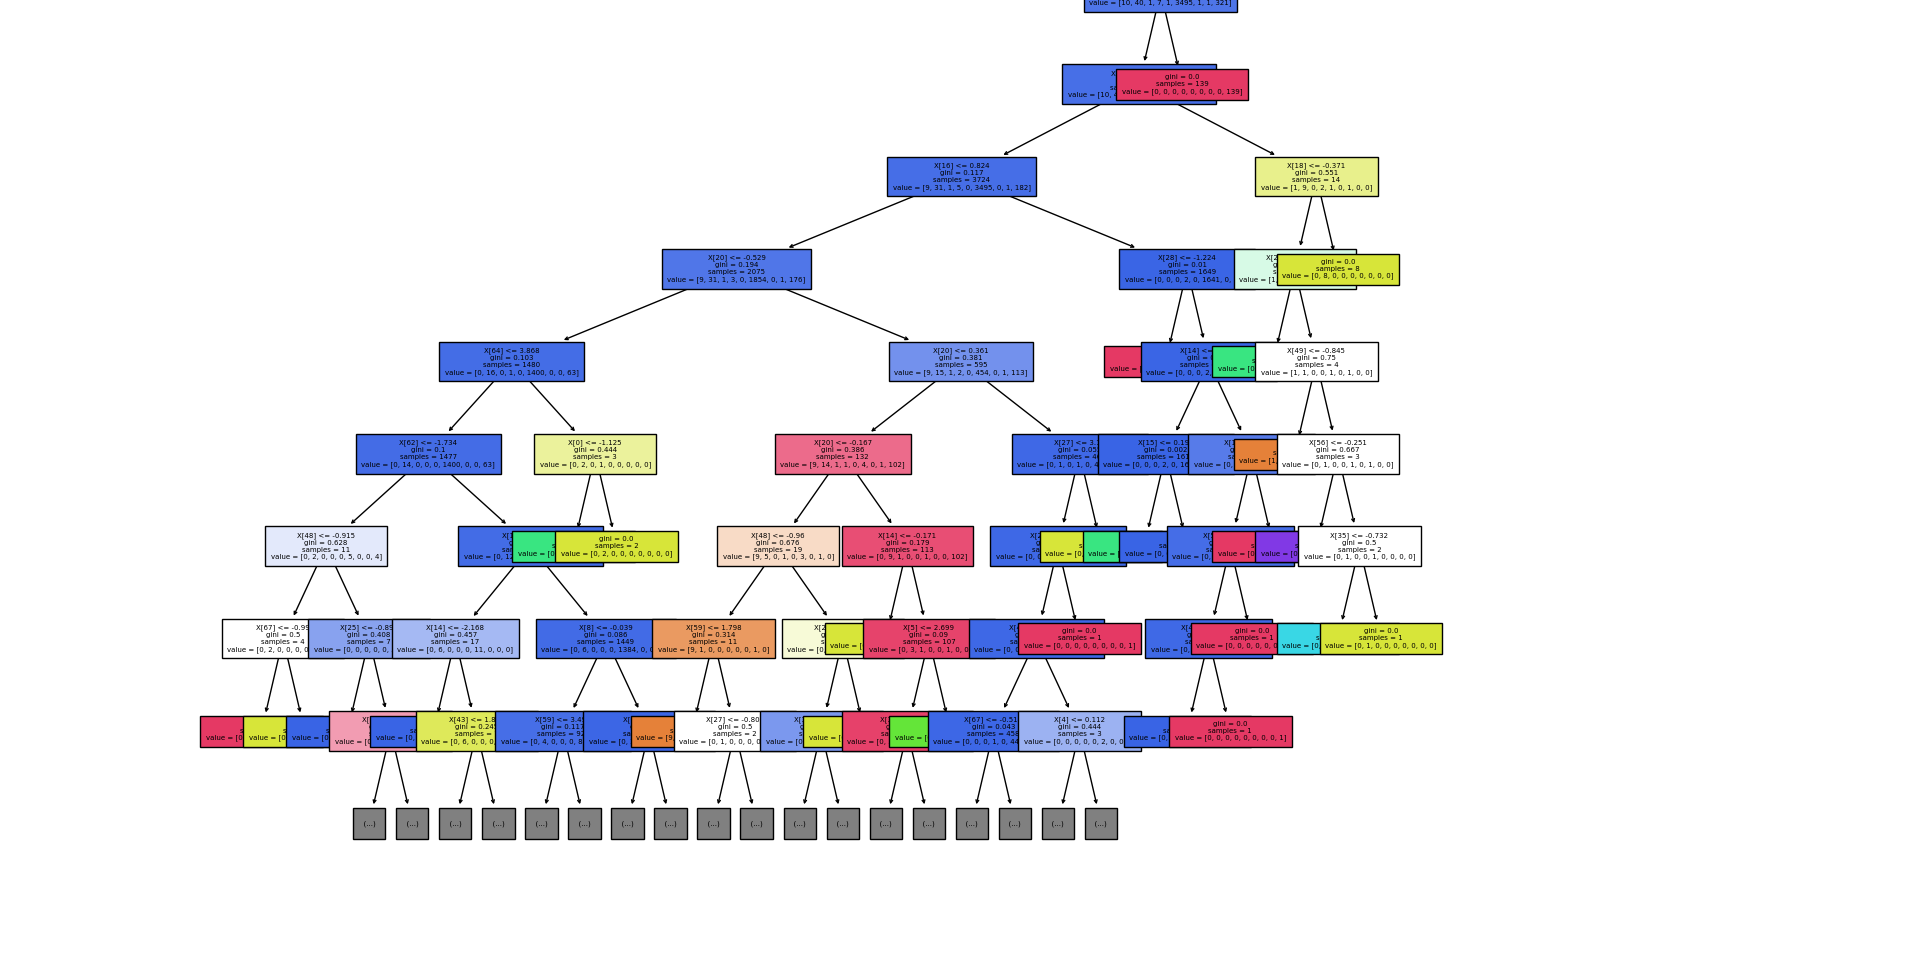 value = [10, 40, 1, 7, 1, 3495, 1, 1, 321]
gini = 0.0
samples = 139
value = [0, 0, 0, 0, 0, 0, 0, 0, 139]
value = [10,
X[16] <= 0.824
gini = 0.117
samples = 3724
value = [9, 31, 1, 5, 0, 3495, 0, 1, 182]
X[18] <= -0.371
gini = 0.551
samples = 14
value = [1, 9, 0, 2, 1, 0, 1, 0, 0]
X[20] <= -0.529
gini = 0.194
samples = 2075
value = [9, 31, 1, 3, 0, 1854, 0, 1, 176]
X[28] <= -1.224
gini = 0.01
samples = 1649
value = [0, 0, 0, 2, 0, 1641, 0,
gini = 0.0
samples = 8
value = [0, 8, 0, 0, 0, 0, 0, 0, 0]
X[64] <= 3.868
gini = 0.103
samples = 1480
value = [0, 16, 0, 1, 0, 1400, 0, 0, 63]
X[20] <= 0.361
gini = 0.381
samples = 595
value = [9, 15, 1, 2, 0, 454, 0, 1, 113]
value =
X[14] <=
gini =
samples
value = [0, 0, 0, 2,
value = [0
X[49] <= -0.845
gini = 0.75
samples = 4
value = [1, 1, 0, 0, 1, 0, 1, 0, 0]
X[62] <= -1.734
gini = 0.1
samples = 1477
value = [0, 14, 0, 0, 0, 1400, 0, 0, 63]
X[0] <= -1.125
gini = 0.444
samples = 3
value = [0, 2, 0, 1, 0, 0, 0, 0, 0]
X[20] <= -0.167
gini = 0.386
samples = 132
value = [9, 14, 1, 1, 0, 4, 0, 1, 102]
X[27] <= 3.
gini = 0.05
samples = 4
value = [0, 1, 0, 1, 0, 4
X[15] <= 0.19
gini = 0.002
samples = 161
value = [0, 0, 0, 2, 0, 16
value = [0,
value = [1
X[56] <= -0.251
gini = 0.667
samples = 3
value = [0, 1, 0, 0, 1, 0, 1, 0, 0]
X[48] <= -0.915
gini = 0.628
samples = 11
value = [0, 2, 0, 0, 0, 5, 0, 0, 4]
value = [0, 12
value = [0
gini = 0.0
samples = 2
value = [0, 2, 0, 0, 0, 0, 0, 0, 0]
X[48] <= -0.96
gini = 0.676
samples = 19
value = [9, 5, 0, 1, 0, 3, 0, 1, 0]
X[14] <= -0.171
gini = 0.179
samples = 113
value = [0, 9, 1, 0, 0, 1, 0, 0, 102]
value = [0, 0
value = [0,
value = [
value = [0,
value = [0,
value = [0
value = [0
X[35] <= -0.732
gini = 0.5
samples = 2
value = [0, 1, 0, 0, 1, 0, 0, 0, 0]
X[67] <= -0.99
gini = 0.5
samples = 4
value = [0, 2, 0, 0, 0, 0
X[25] <= -0.89
gini = 0.408
samples = 7
value = [0, 0, 0, 0, 0,
X[14] <= -2.168
gini = 0.457
samples = 17
value = [0, 6, 0, 0, 0, 11, 0, 0, 0]
X[8] <= -0.039
gini = 0.086
samples = 1449
value = [0, 6, 0, 0, 0, 1384, 0, 0
X[59] <= 1.798
gini = 0.314
samples = 11
value = [9, 1, 0, 0, 0, 0, 0, 1, 0]
value = [0,
value = [
X[5] <= 2.699
gini = 0.09
samples = 107
value = [0, 3, 1, 0, 0, 1, 0, 0
value = [0, 0
gini = 0.0
samples = 1
value = [0, 0, 0, 0, 0, 0, 0, 0, 1]
value = [0,
gini = 0.0
samples = 1
value = [0, 0, 0, 0, 0, 0
value = [0
gini = 0.0
samples = 1
value = [0, 1, 0, 0, 0, 0, 0, 0, 0]
value = [0
value = [0
value = [0
value = [0
value = [0,
X[43] <= 1.8
gini = 0.245
samples =
value = [0, 6, 0, 0, 0,
X[59] <= 3.49
gini = 0.117
samples = 92
value = [0, 4, 0, 0, 0, 8
value = [0,
value = [9
X[27] <= -0.80
gini = 0.5
samples = 2
value = [0, 1, 0, 0, 0, 0
value = [0,
value = [
value = [0,
value = [
X[67] <= -0.51
gini = 0.043
samples = 458
value = [0, 0, 0, 1, 0, 44
X[4] <= 0.112
gini = 0.444
samples = 3
value = [0, 0, 0, 0, 0, 2, 0, 0
value = [0,
gini = 0.0
samples = 1
value = [0, 0, 0, 0, 0, 0, 0, 0, 1]
(...) (...) (...) (...) (...) (...) (...) (...) (...) (...) (...) (...) (...) (...) (...) (...) (...) (...)